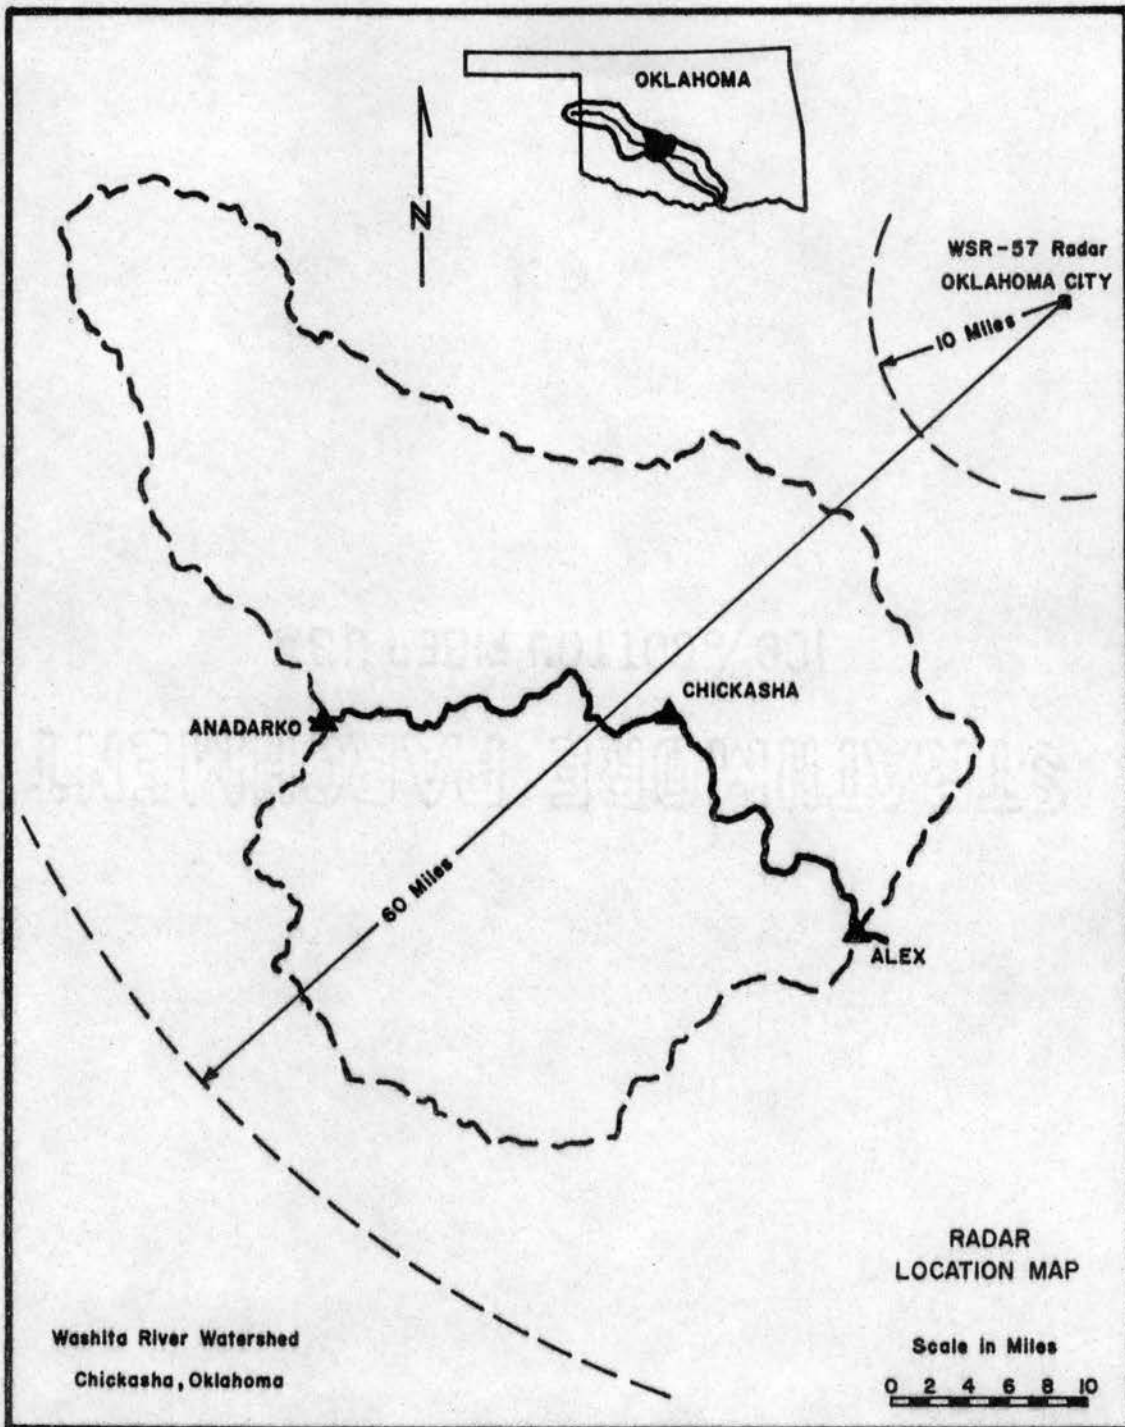 OKLAHOMA
N
WSR-57 Radar
OKLAHOMA CITY
10 Miles
CHICKASHA
ANADARKO
60 Miles
ALEX
RADAR
LOCATION MAP
Washita River Watershed
Chickasha, Oklahoma
Scale in Miles
0 2 4 6 8 10